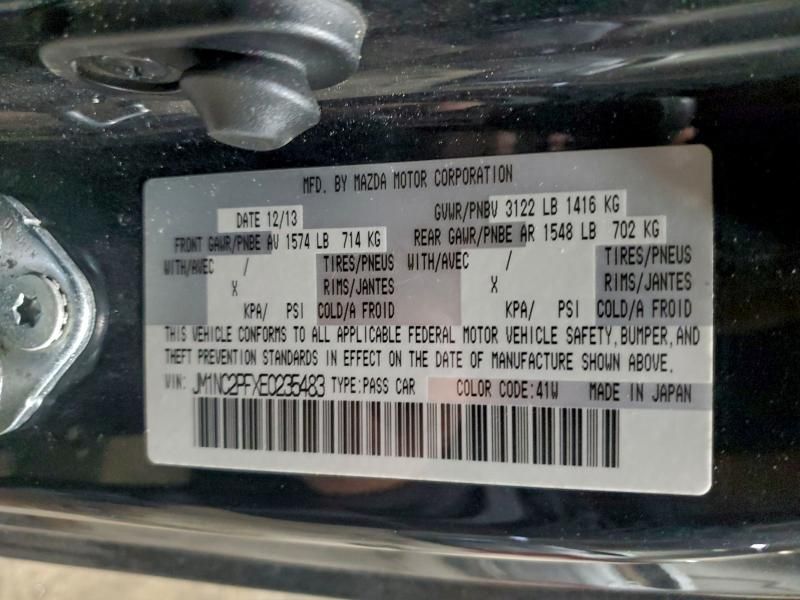 MFD. BY MAZDA MOTOR CORPORATION
DATE 12/13 GVWR/PNBV 3122 LB 1416 KG
FRONT GAWR/PNBE AV 1574 LB 714 KG REAR GAWR/PNBE AR 1548 LB 702 KG
WITH/AVEC / TIRES/PNEUS WITH/AVEC / TIRES/PNEUS
X RIMS/JANTES X RIMS/JANTES
KPA/ PSI COLD/A FROID KPA/ PSI COLD/A FROID
THIS VEHICLE CONFORMS TO ALL APPLICABLE FEDERAL MOTOR VEHICLE SAFETY, BUMPER, AND
THEFT PREVENTION STANDARDS IN EFFECT ON THE DATE OF MANUFACTURE SHOWN ABOVE.
VIN: JM1NC2PFXE0235483 TYPE:PASS CAR COLOR CODE:41W MADE IN JAPAN